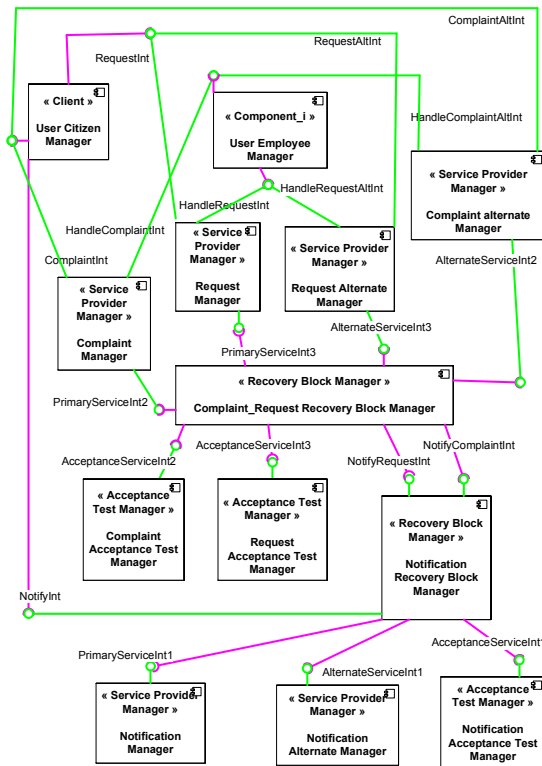 ComplaintAltInt
RequestAltInt
RequestInt
« Client »
User Citizen
Manager
« Component_i »
User Employee
Manager
HandleComplaintAltInt
« Service Provider
Manager »
Complaint alternate
Manager
HandleRequestAltInt
HandleRequestInt
HandleComplaintInt
« Service
Provider
Manager »
Request
Manager
« Service Provider
Manager »
Request Alternate
Manager
ComplaintInt
AlternateServiceInt2
« Service
Provider
Manager »
Complaint
Manager
AlternateServiceInt3
PrimaryServiceInt3
« Recovery Block Manager »
Complaint_Request Recovery Block Manager
PrimaryServiceInt2
AcceptanceServiceInt3
NotifyComplaintInt
AcceptanceServiceInt2
NotifyRequestInt
« Acceptance
Test Manager »
Complaint
Acceptance Test
Manager
« Acceptance Test
Manager »
Request
Acceptance Test
Manager
« Recovery Block
Manager »
Notification
Recovery Block
Manager
NotifyInt
PrimaryServiceInt1
AlternateServiceInt1
AcceptanceServiceInt1
« Service Provider
Manager »
Notification
Manager
« Service Provider
Manager »
Notification
Alternate Manager
« Acceptance
Test Manager »
Notification
Acceptance Test
Manager